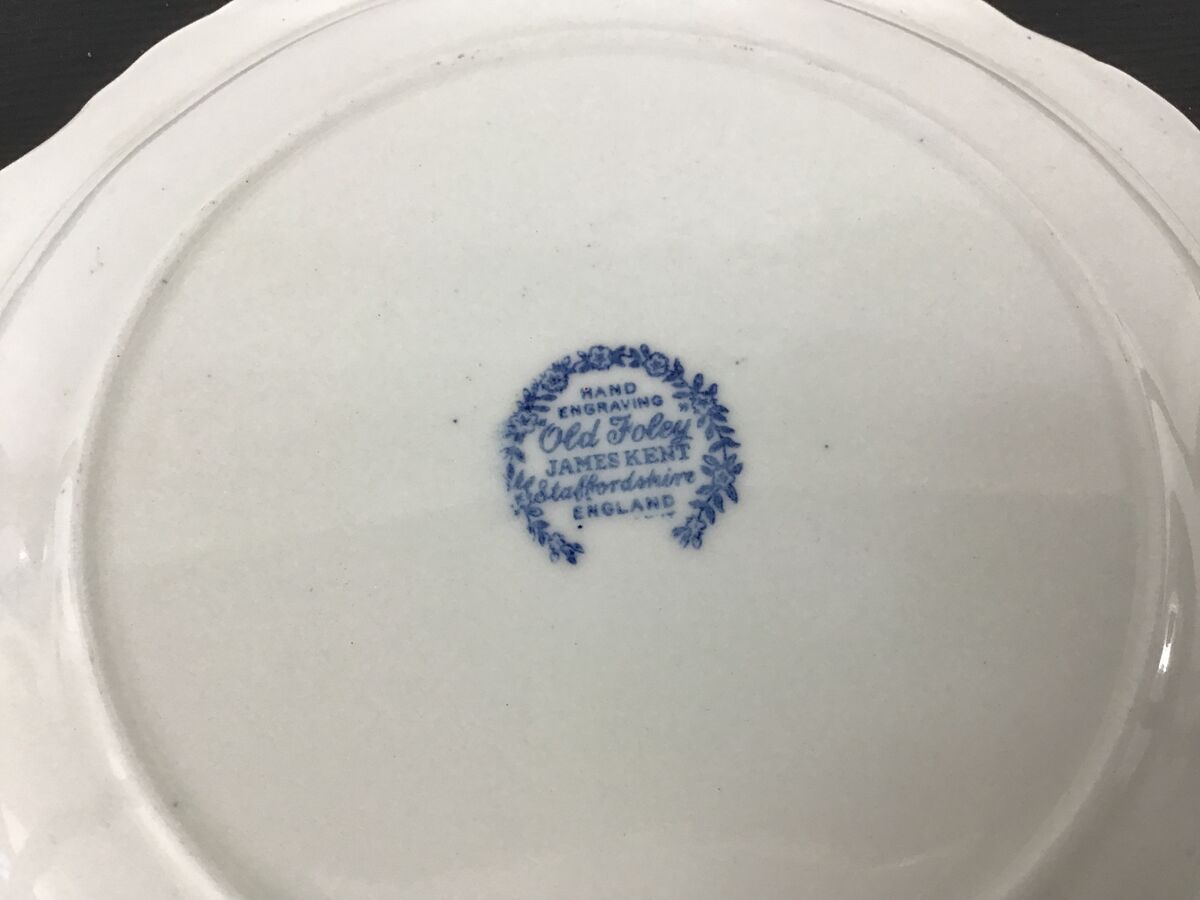 HAND
ENGRAVING
"Old Foley"
JAMES KENT
Staffordshire
ENGLAND